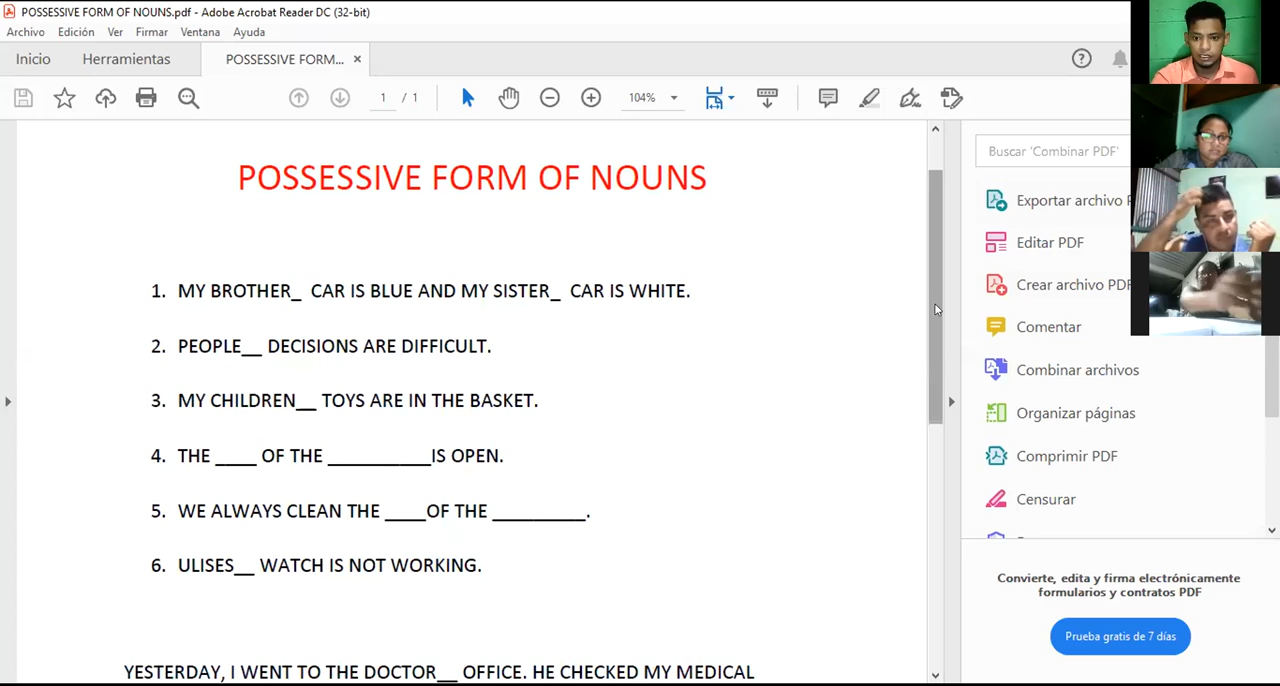 POSSESSIVE FORM OF NOUNS.pdf - Adobe Acrobat Reader DC (32-bit)
Archivo Edición Ver Firmar Ventana Ayuda
Inicio Herramientas POSSESSIVE FORM... ×
1 / 1 104%
POSSESSIVE FORM OF NOUNS
1. MY BROTHER_ CAR IS BLUE AND MY SISTER_ CAR IS WHITE.
2. PEOPLE__ DECISIONS ARE DIFFICULT.
3. MY CHILDREN__ TOYS ARE IN THE BASKET.
4. THE ____ OF THE __________IS OPEN.
5. WE ALWAYS CLEAN THE ____OF THE _________.
6. ULISES__ WATCH IS NOT WORKING.
YESTERDAY, I WENT TO THE DOCTOR__ OFFICE. HE CHECKED MY MEDICAL
Buscar 'Combinar PDF'
Exportar archivo
Editar PDF
Crear archivo PDF
Comentar
Combinar archivos
Organizar páginas
Comprimir PDF
Censurar
Convierte, edita y firma electrónicamente
formularios y contratos PDF
Prueba gratis de 7 días